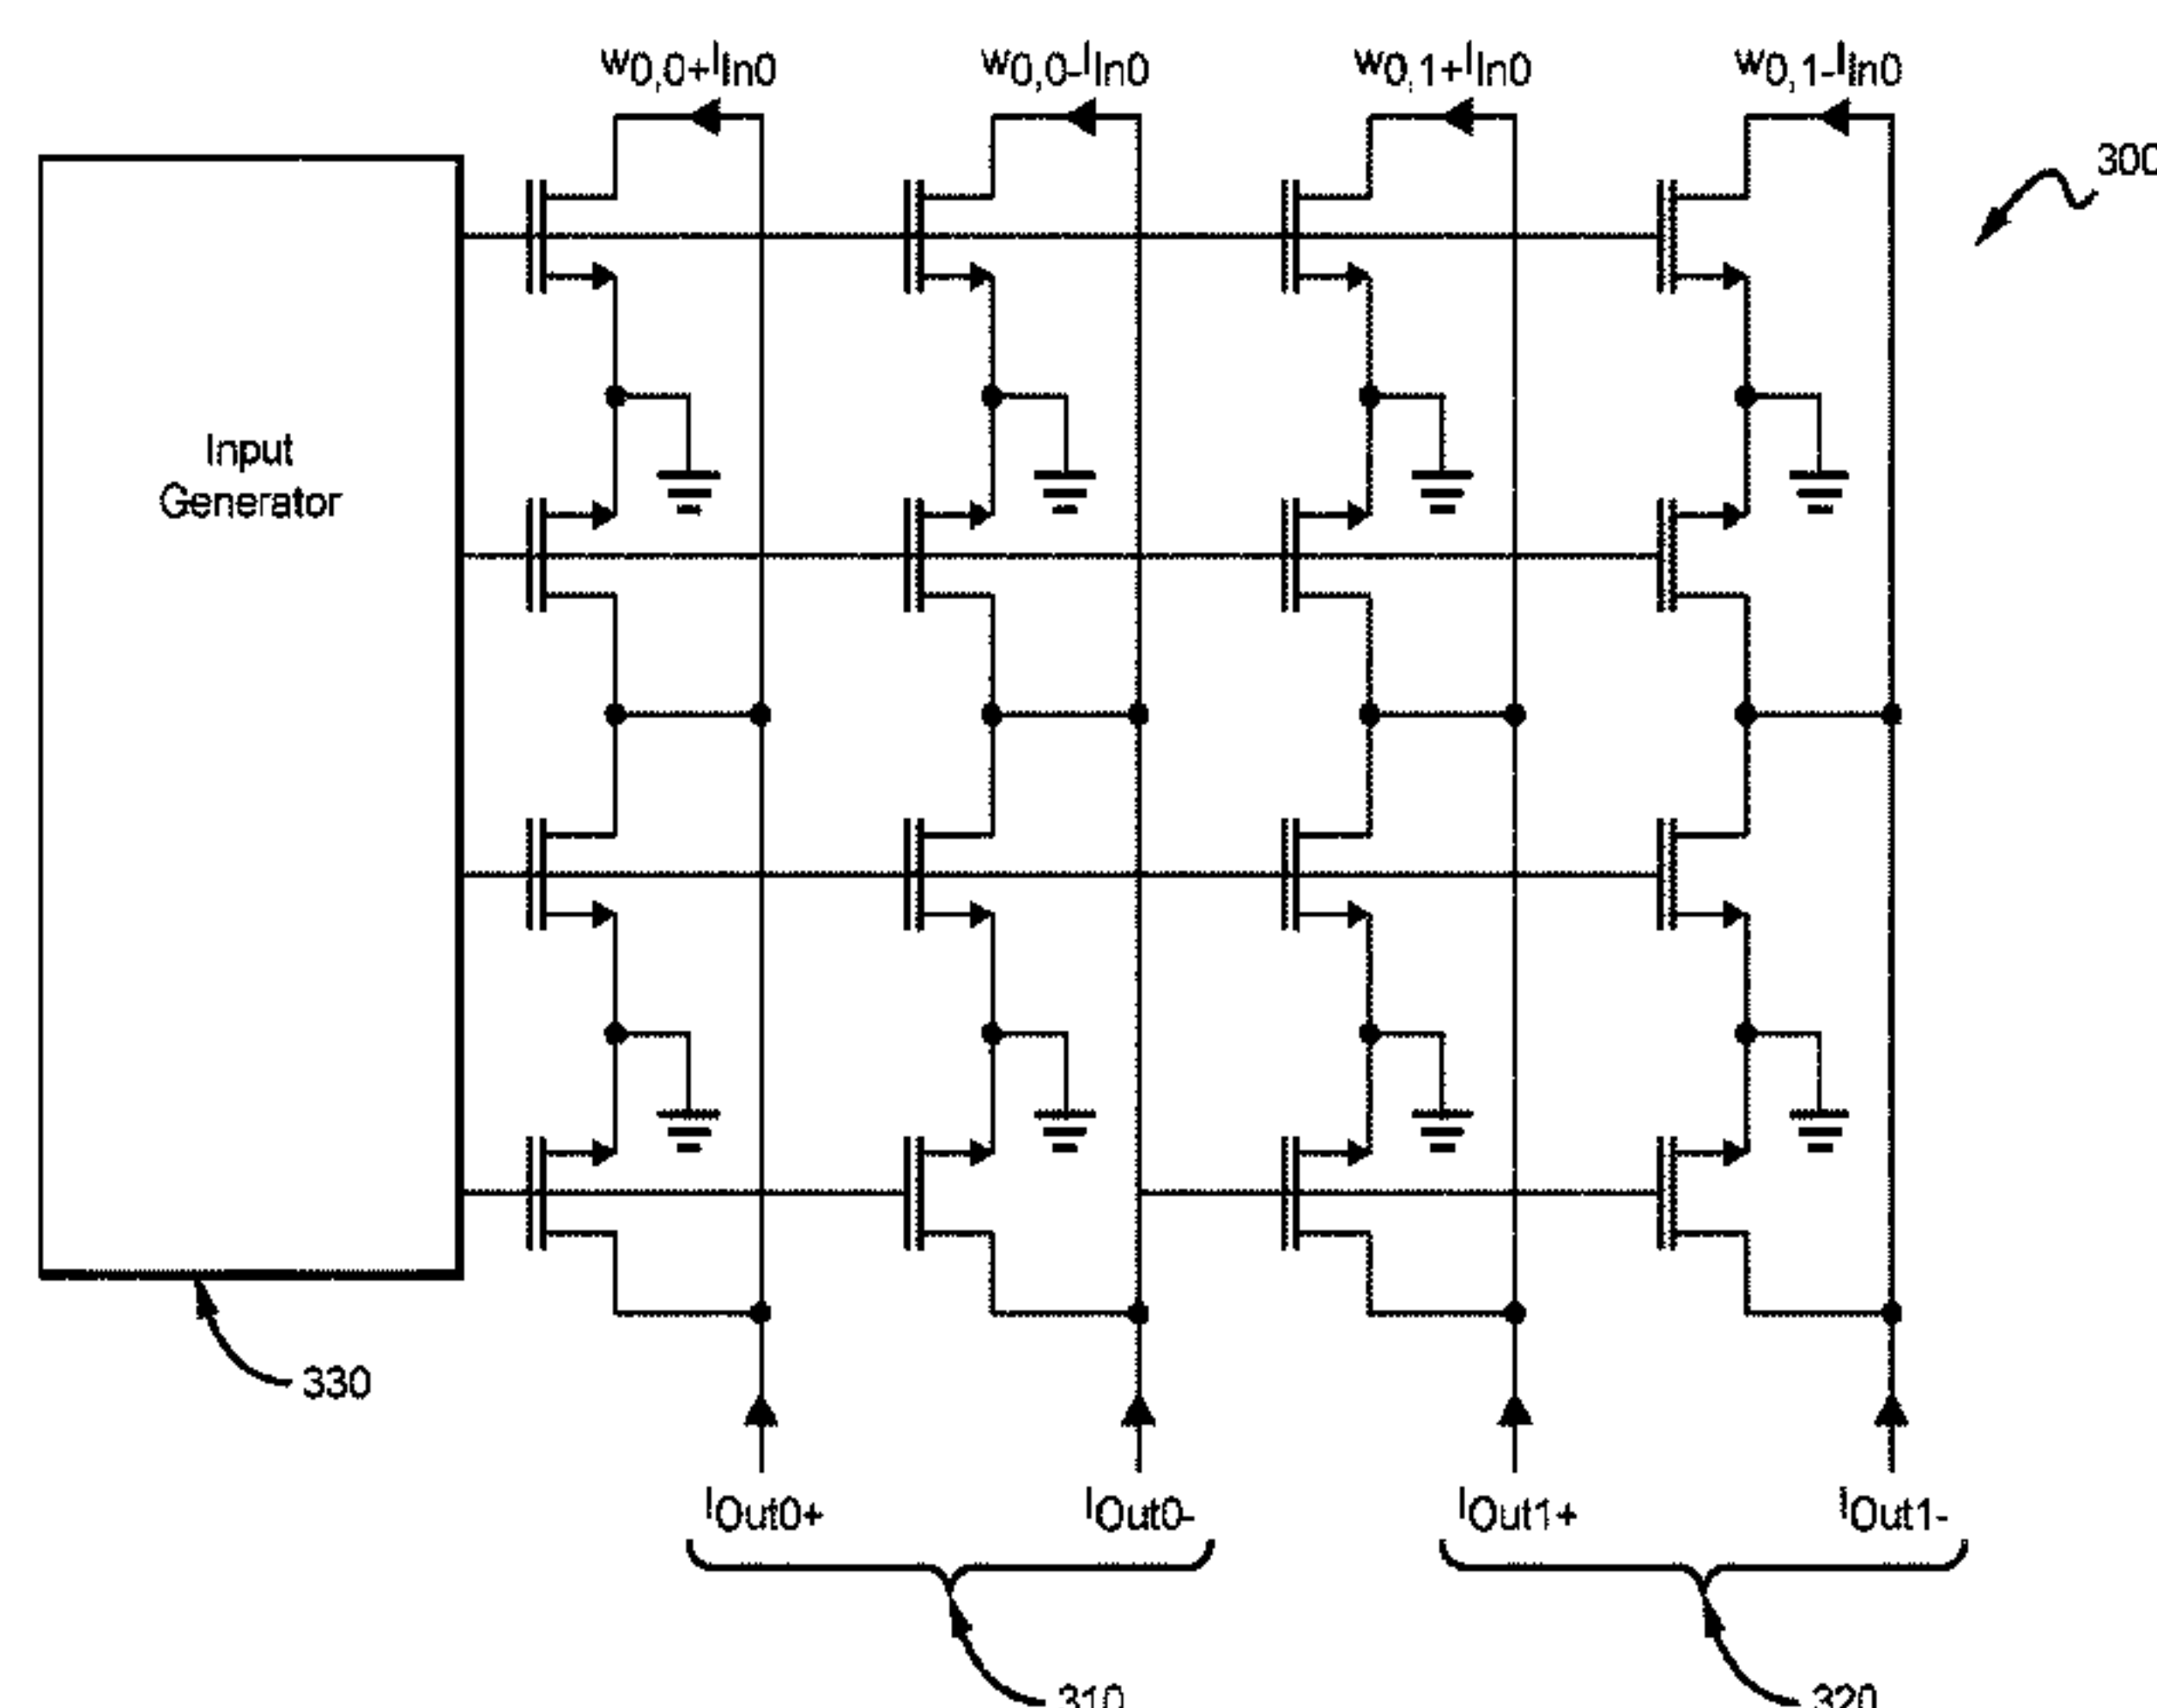 w0,0+IIn0 w0,0-IIn0 w0,1+IIn0 w0,1-IIn0
300
Input
Generator
330
IOut0+ IOut0- IOut1+ IOut1-
310 320